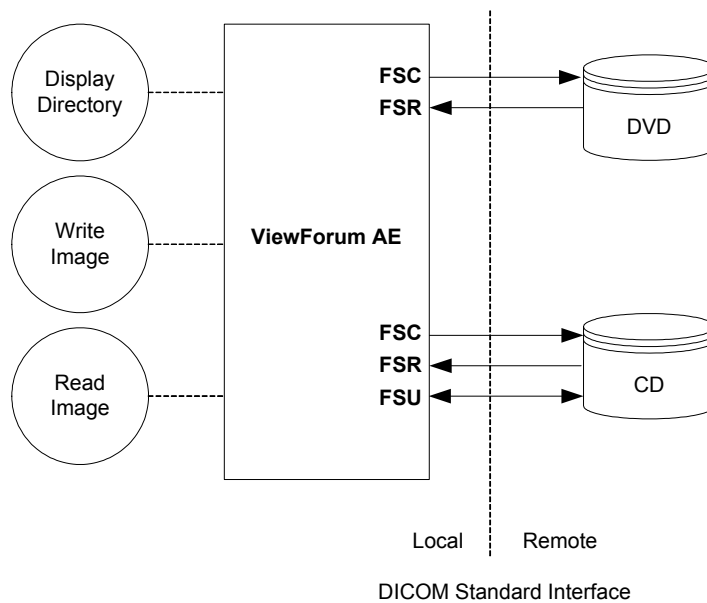 Display
Directory
Write
Image
Read
Image
ViewForum AE
FSC
FSR
FSC
FSR
FSU
DVD
CD
Local
Remote
DICOM Standard Interface